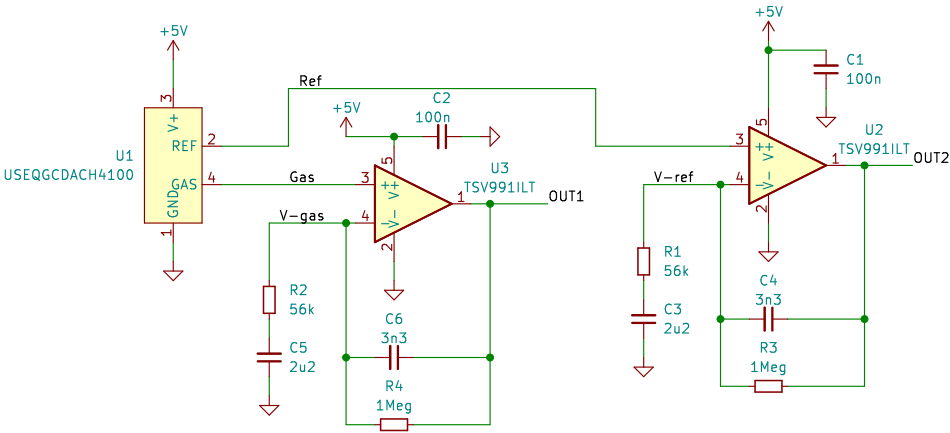 +5V
+5V
C1
100n
Ref
C2
100n
+5V
3
V+
REF
2
GAS
4
GND
1
U1
USEQGCDACH4100
Gas
V-gas
3
4
5
2
1
+
V+
-
V-
U3
TSV991ILT
OUT1
R2
56k
C5
2u2
C6
3n3
R4
1Meg
V-ref
3
4
5
2
1
+
V+
-
V-
U2
TSV991ILT
OUT2
R1
56k
C3
2u2
C4
3n3
R3
1Meg